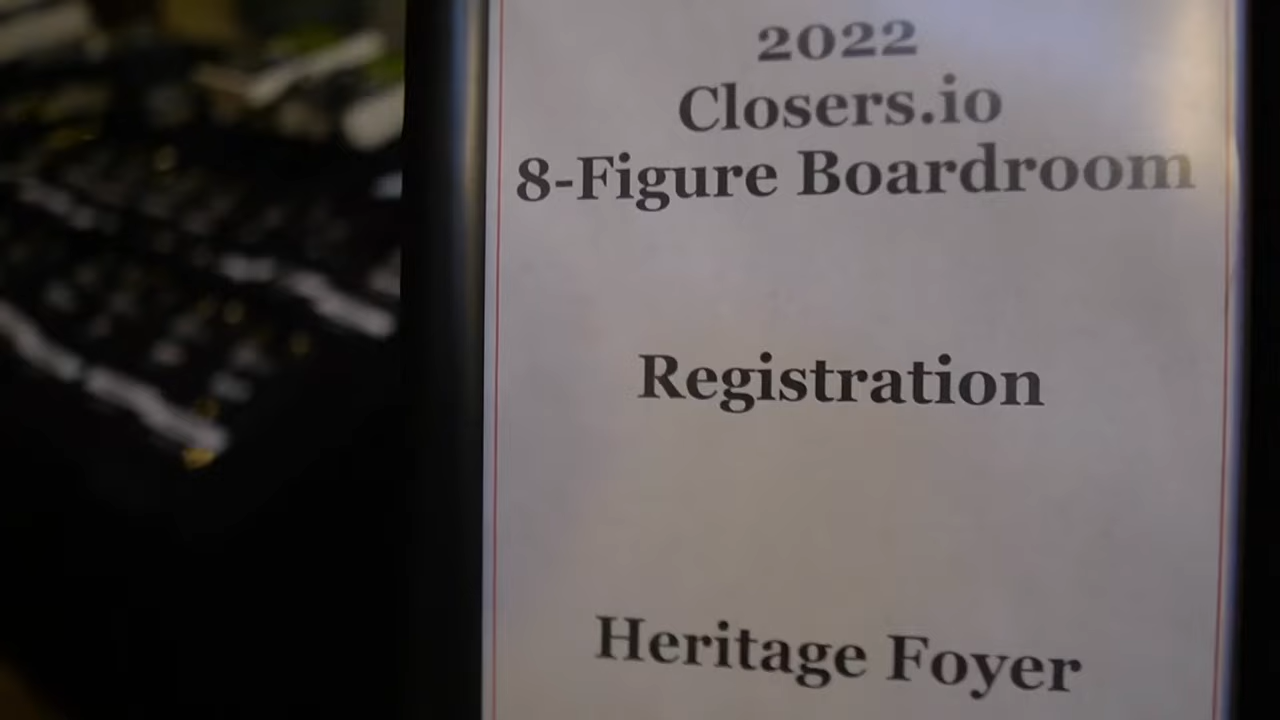 2022
Closers.io
8-Figure Boardroom
Registration
Heritage Foyer